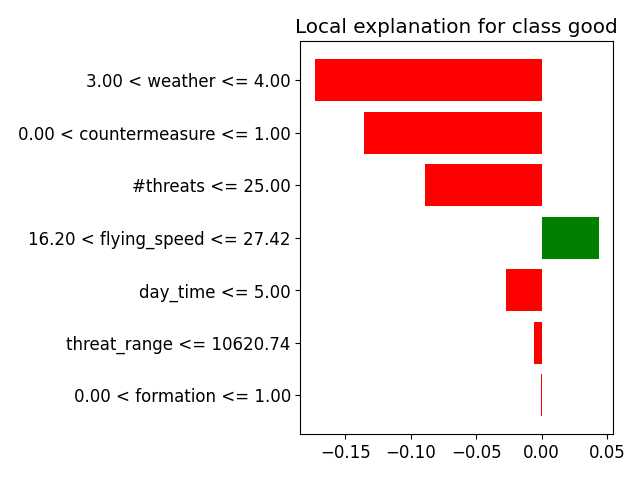 Local explanation for class good
3.00 < weather <= 4.00
0.00 < countermeasure <= 1.00
#threats <= 25.00
16.20 < flying_speed <= 27.42
day_time <= 5.00
threat_range <= 10620.74
0.00 < formation <= 1.00
−0.15 −0.10 −0.05 0.00 0.05